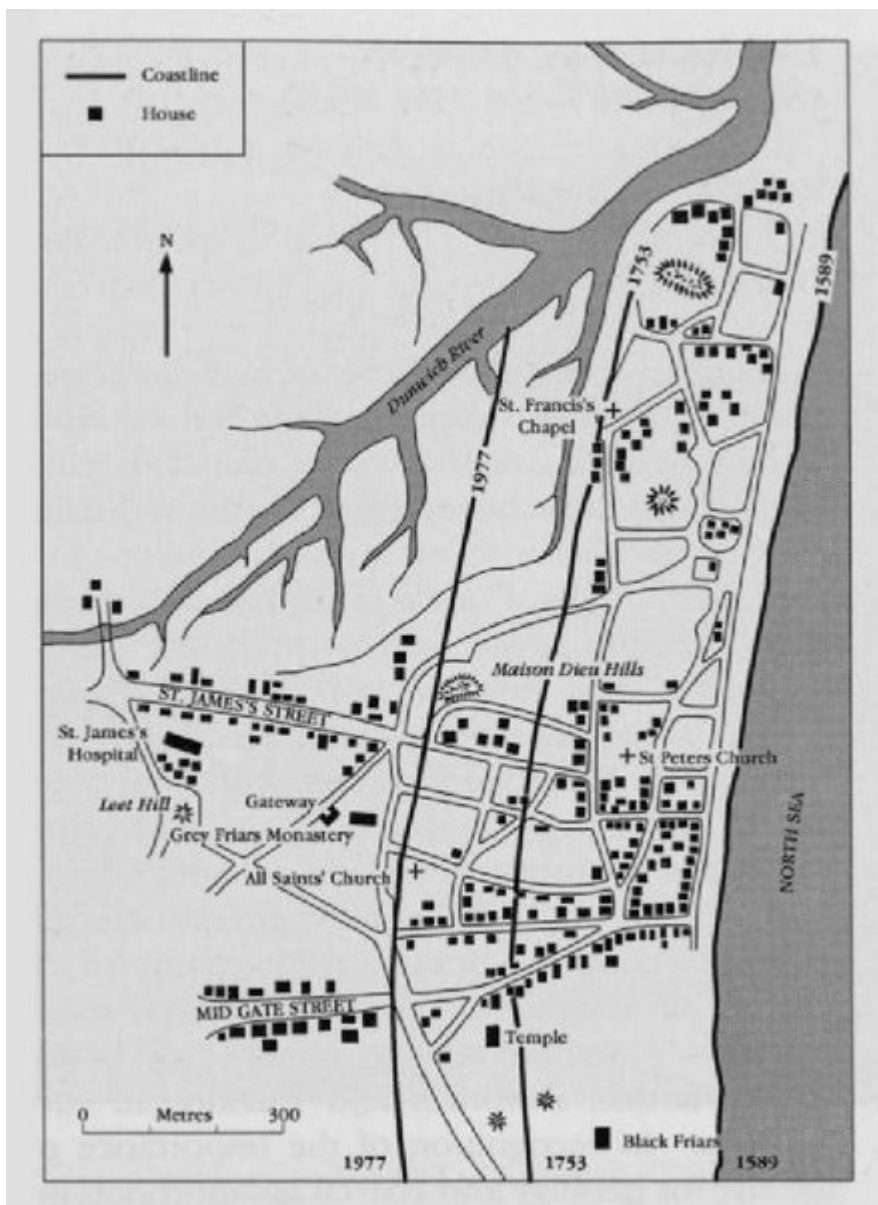 Coastline
House
N
1753
1589
Dunwich River
St. Francis's
Chapel
1977
Maison Dieu Hills
ST. JAMES'S STREET
St. James's
Hospital
St Peters Church
Leet Hill
Gateway
Grey Friars Monastery
NORTH SEA
All Saints' Church
MID GATE STREET
Temple
0 Metres 300
Black Friars
1977 1753 1589